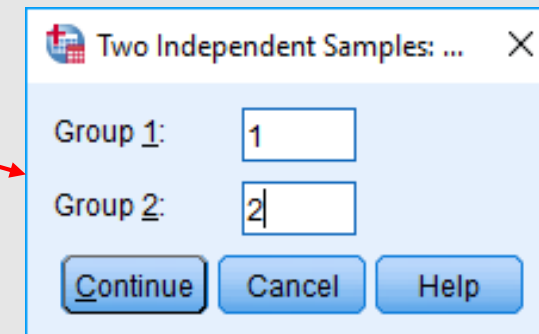 Two Independent Samples: ...
Group 1: 1
Group 2: 2
Continue Cancel Help